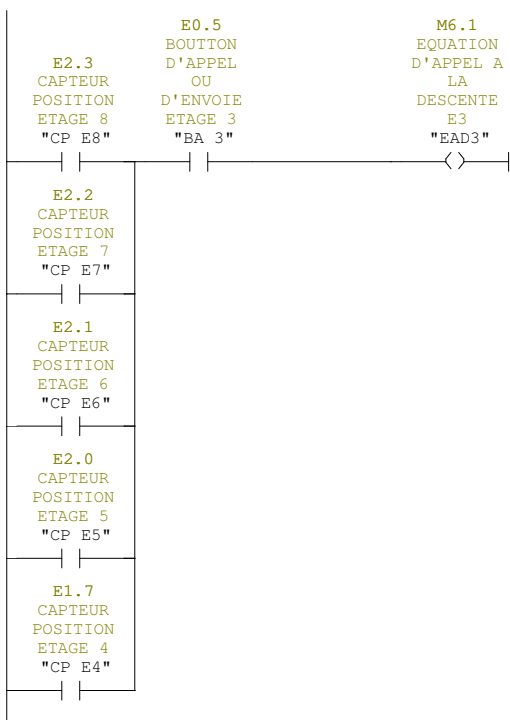 E0.5
BOUTTON
D'APPEL
OU
D'ENVOIE
ETAGE 3
"BA 3"
M6.1
EQUATION
D'APPEL A
LA
DESCENTE
E3
"EAD3"
E2.3
CAPTEUR
POSITION
ETAGE 8
"CP E8"
E2.2
CAPTEUR
POSITION
ETAGE 7
"CP E7"
E2.1
CAPTEUR
POSITION
ETAGE 6
"CP E6"
E2.0
CAPTEUR
POSITION
ETAGE 5
"CP E5"
E1.7
CAPTEUR
POSITION
ETAGE 4
"CP E4"